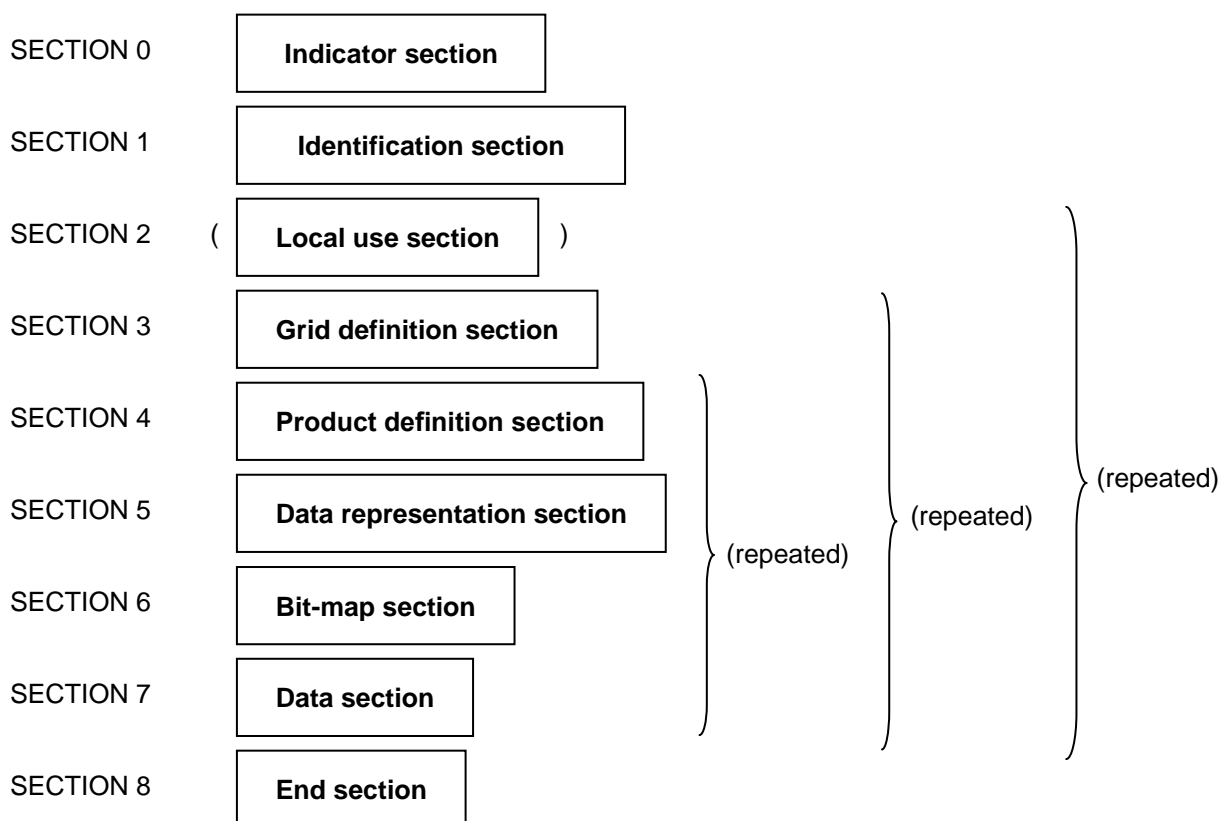 SECTION 0 Indicator section
SECTION 1 Identification section
SECTION 2 ( Local use section )
SECTION 3 Grid definition section
SECTION 4 Product definition section
(repeated)
SECTION 5 Data representation section
(repeated)
(repeated)
SECTION 6 Bit-map section
SECTION 7 Data section
SECTION 8 End section